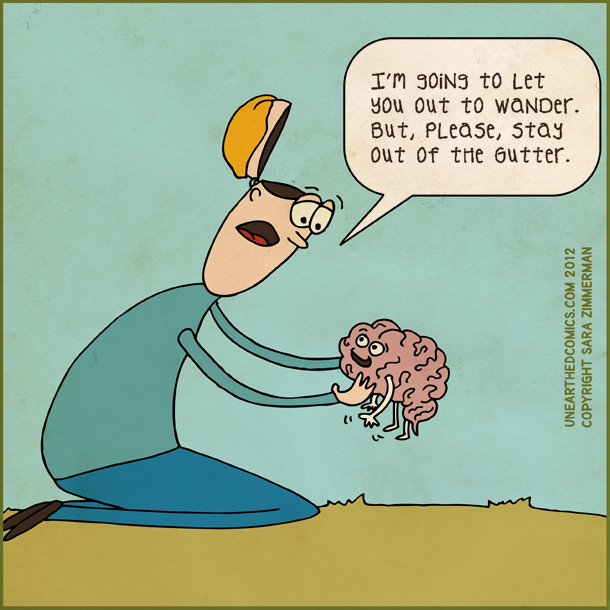 I'm going to let
you out to wander.
But, please, stay
out of the gutter.
UNEARTHEDCOMICS.COM 2012
COPYRIGHT SARA ZIMMERMAN